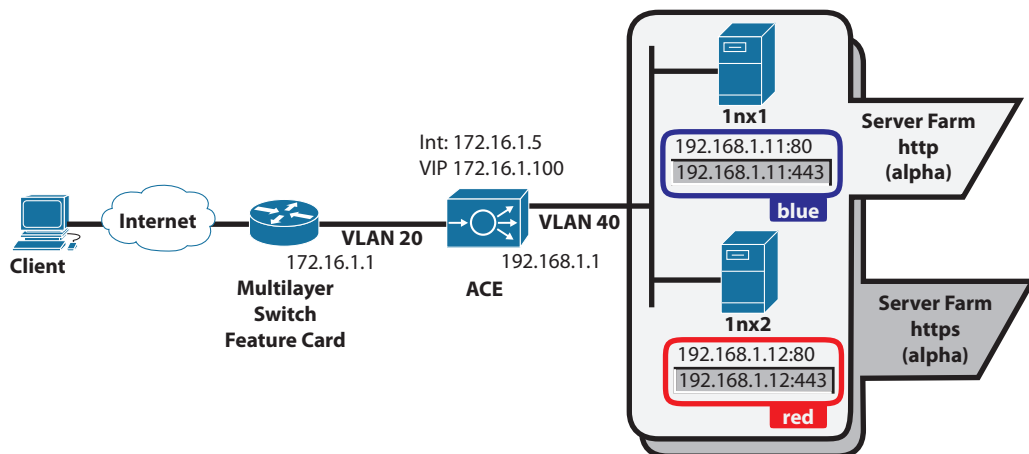 Client
Internet
Multilayer
Switch
Feature Card
172.16.1.1
VLAN 20
Int: 172.16.1.5
VIP 172.16.1.100
ACE
192.168.1.1
VLAN 40
1nx1
192.168.1.11:80
192.168.1.11:443
blue
1nx2
192.168.1.12:80
192.168.1.12:443
red
Server Farm
http
(alpha)
Server Farm
https
(alpha)